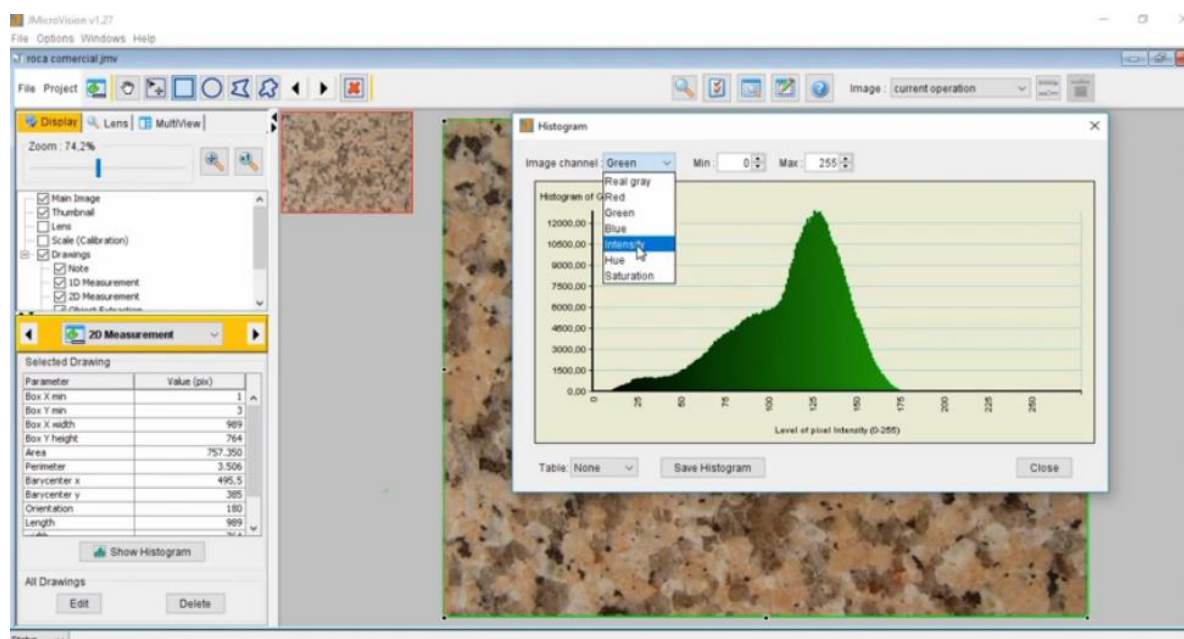 JMicroVision v1.27
File Options Windows Help
roca comercial.jmv
File Project
Image : current operation
Display Lens MultiView
Zoom : 74,2%
Main Image
Thumbnail
Lens
Scale (Calibration)
Drawings
Note
1D Measurement
2D Measurement
Object Extraction
2D Measurement
Selected Drawing
Parameter Value (pix)
Box X min 1
Box Y min 3
Box X width 989
Box Y height 764
Area 757.350
Perimeter 3.506
Barycenter x 495,5
Barycenter y 385
Orientation 180
Length 989
Show Histogram
All Drawings
Edit Delete
Histogram
Image channel : Green Min : 0 Max : 255
Real gray
Red
Green
Blue
Intensity
Hue
Saturation
Histogram of G
12000,00
10500,00
9000,00
7500,00
6000,00
4500,00
3000,00
1500,00
0,00
0 25 50 75 100 125 150 175 200 225 250
Level of pixel Intensity (0-255)
Table: None Save Histogram Close